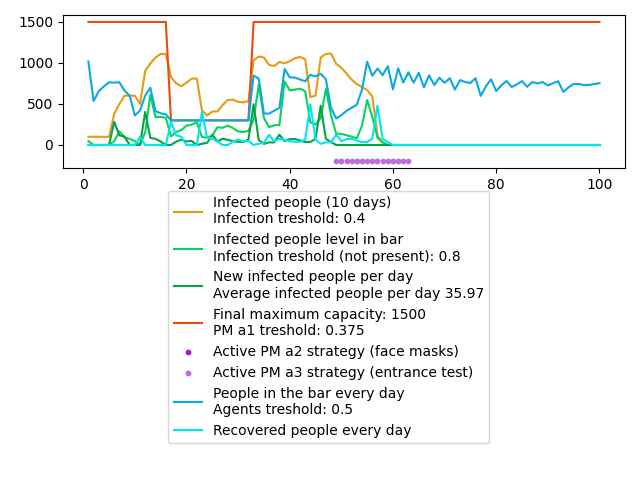 1500
1000
500
0
0 20 40 60 80 100
Infected people (10 days)
Infection treshold: 0.4
Infected people level in bar
Infection treshold (not present): 0.8
New infected people per day
Average infected people per day 35.97
Final maximum capacity: 1500
PM a1 treshold: 0.375
Active PM a2 strategy (face masks)
Active PM a3 strategy (entrance test)
People in the bar every day
Agents treshold: 0.5
Recovered people every day